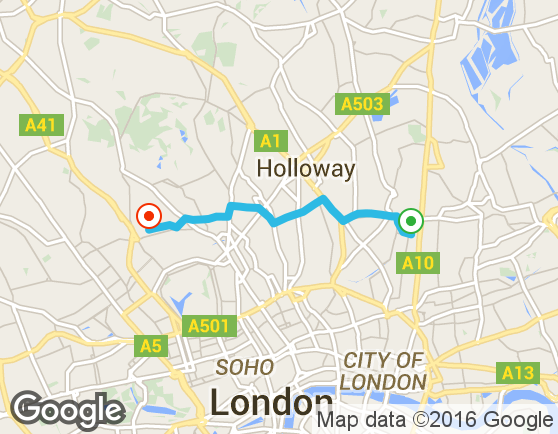 A41
A503
A1
Holloway
A10
A501
A5
SOHO
CITY OF
LONDON
A13
London
Google
Map data ©2016 Google